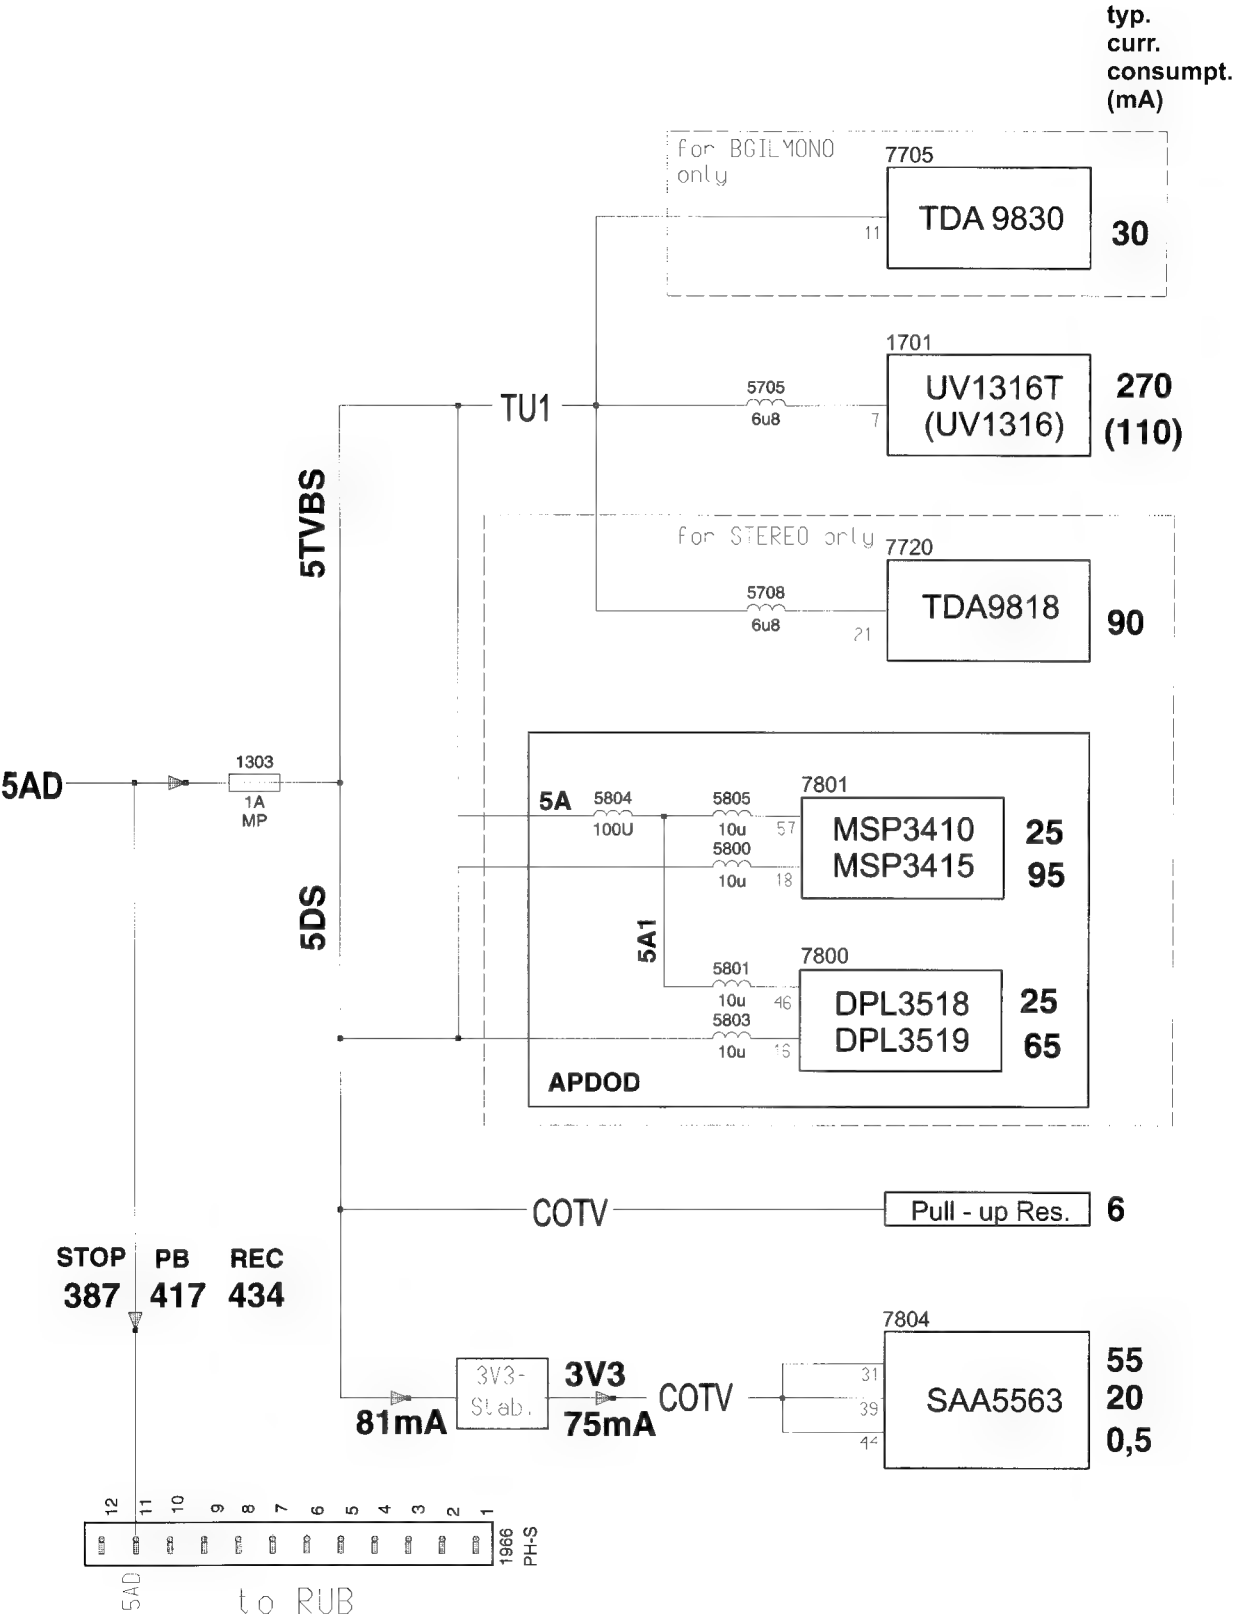 typ.
curr.
consumpt.
(mA)
for BGILMONO
only
7705
TDA 9830
11
30
1701
UV1316T
(UV1316)
270
(110)
5705
6u8
7
TU1
5TVBS
for STEREO only
7720
TDA9818
5708
6u8
21
90
5AD
1303
1A
MP
5A
5804
100U
5805
10u
57
7801
MSP3410
MSP3415
25
95
5800
10u
18
5DS
5A1
7800
DPL3518
DPL3519
25
65
5801
10u
46
5803
10u
16
APDOD
COTV
Pull - up Res.
6
STOP PB REC
387 417 434
7804
SAA5563
31
39
44
55
20
0,5
3V3-
Stab.
3V3
81mA
75mA
COTV
12 11 10 9 8 7 6 5 4 3 2 1
1966
PH-S
5AD
to RUB